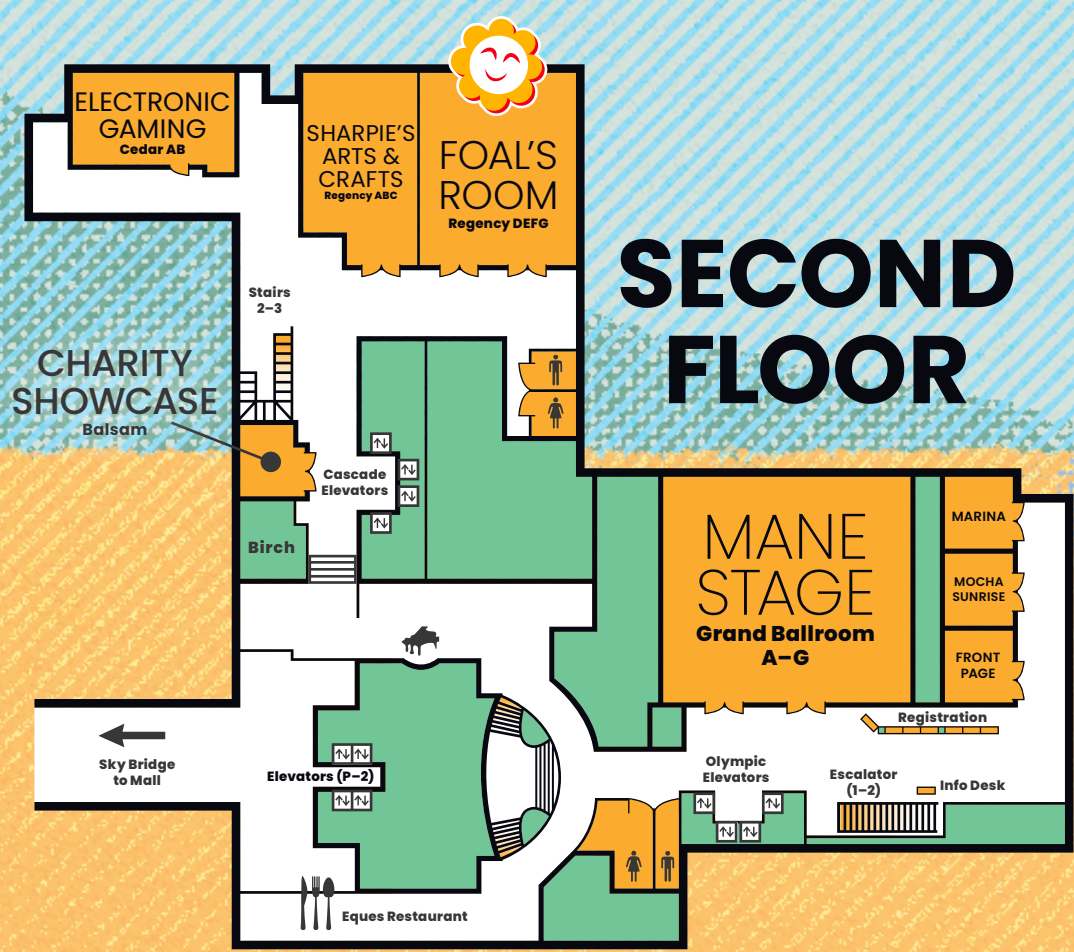 ELECTRONIC
GAMING
Cedar AB
SHARPIE'S
ARTS &
CRAFTS
Regency ABC
FOAL'S
ROOM
Regency DEFG
SECOND
FLOOR
Stairs
2–3
CHARITY
SHOWCASE
Balsam
Cascade
Elevators
Birch
MANE
STAGE
Grand Ballroom
A–G
MARINA
MOCHA
SUNRISE
FRONT
PAGE
Registration
Sky Bridge
to Mall
Elevators (P–2)
Olympic
Elevators
Escalator
(1–2)
Info Desk
Eques Restaurant